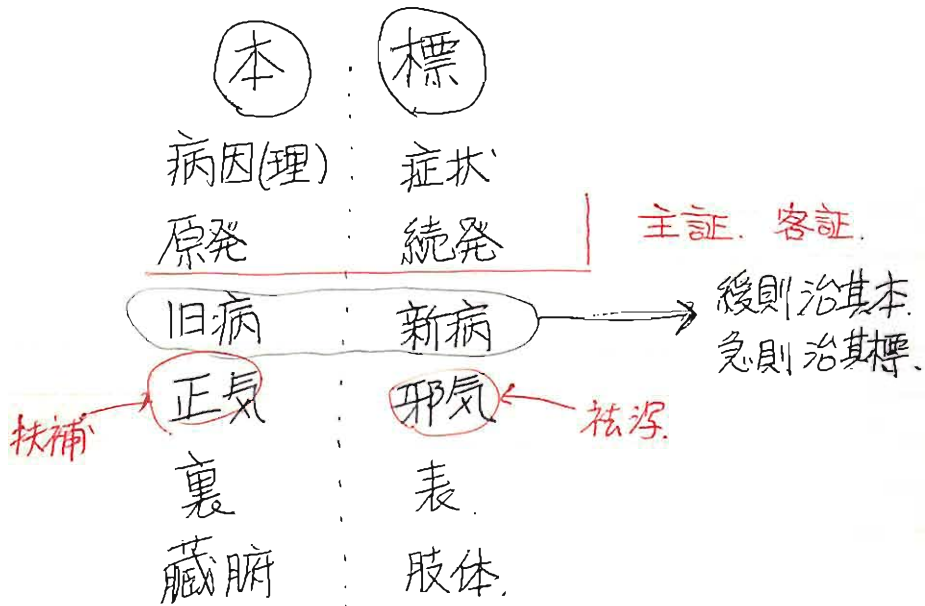 本 標
病因(理) 症状
原発 続発
主証. 客証.
旧病 新病
緩則治其本.
急則治其標.
正気 邪気
扶補
祛泻.
裏 表.
臓腑 肢体.